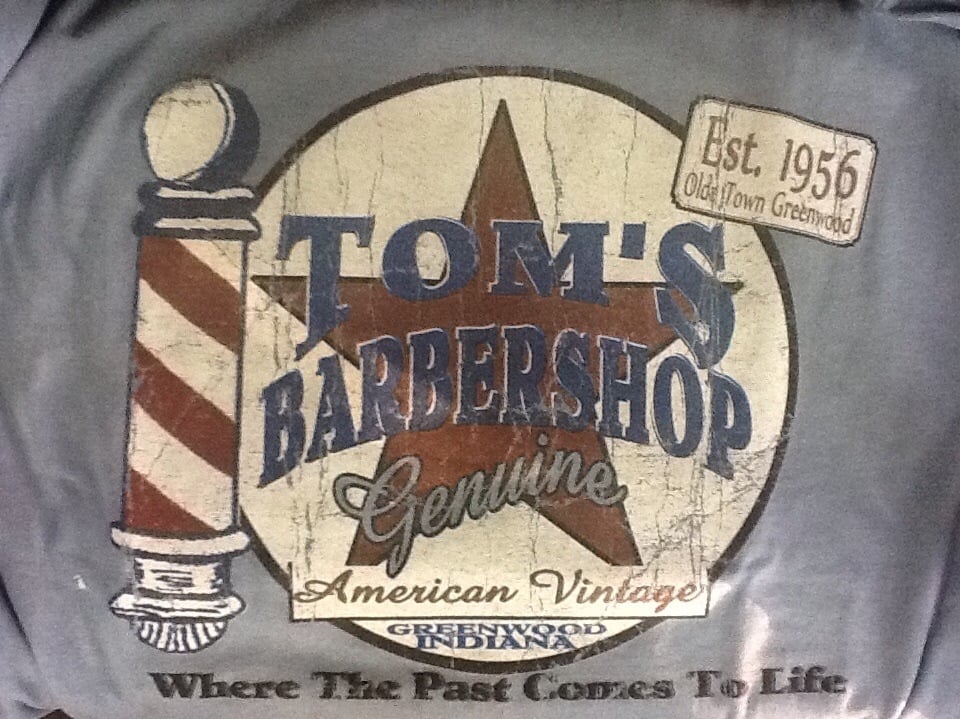 Est. 1956
Olde Town Greenwood
TOM'S
BARBERSHOP
Genuine
American Vintage
GREENWOOD
INDIANA
Where The Past Comes To Life